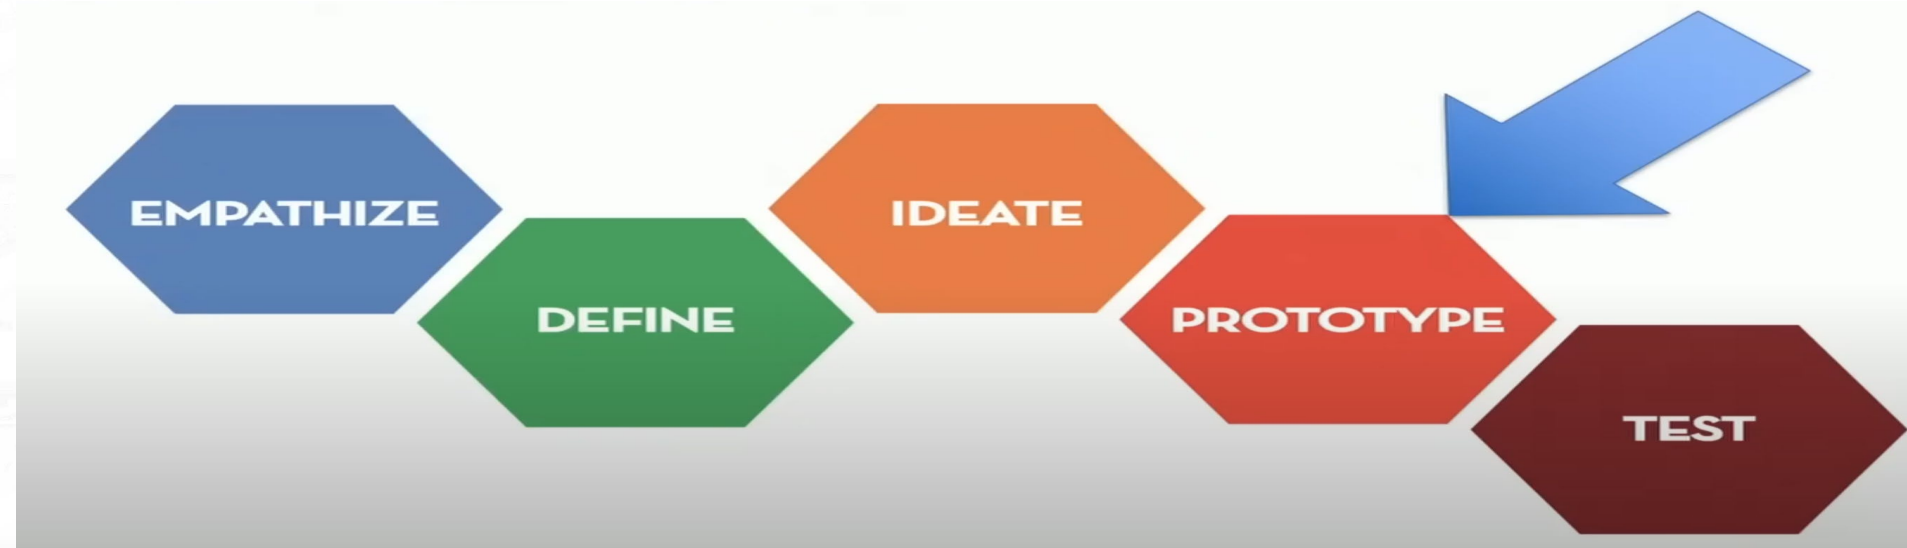 EMPATHIZE
DEFINE
IDEATE
PROTOTYPE
TEST